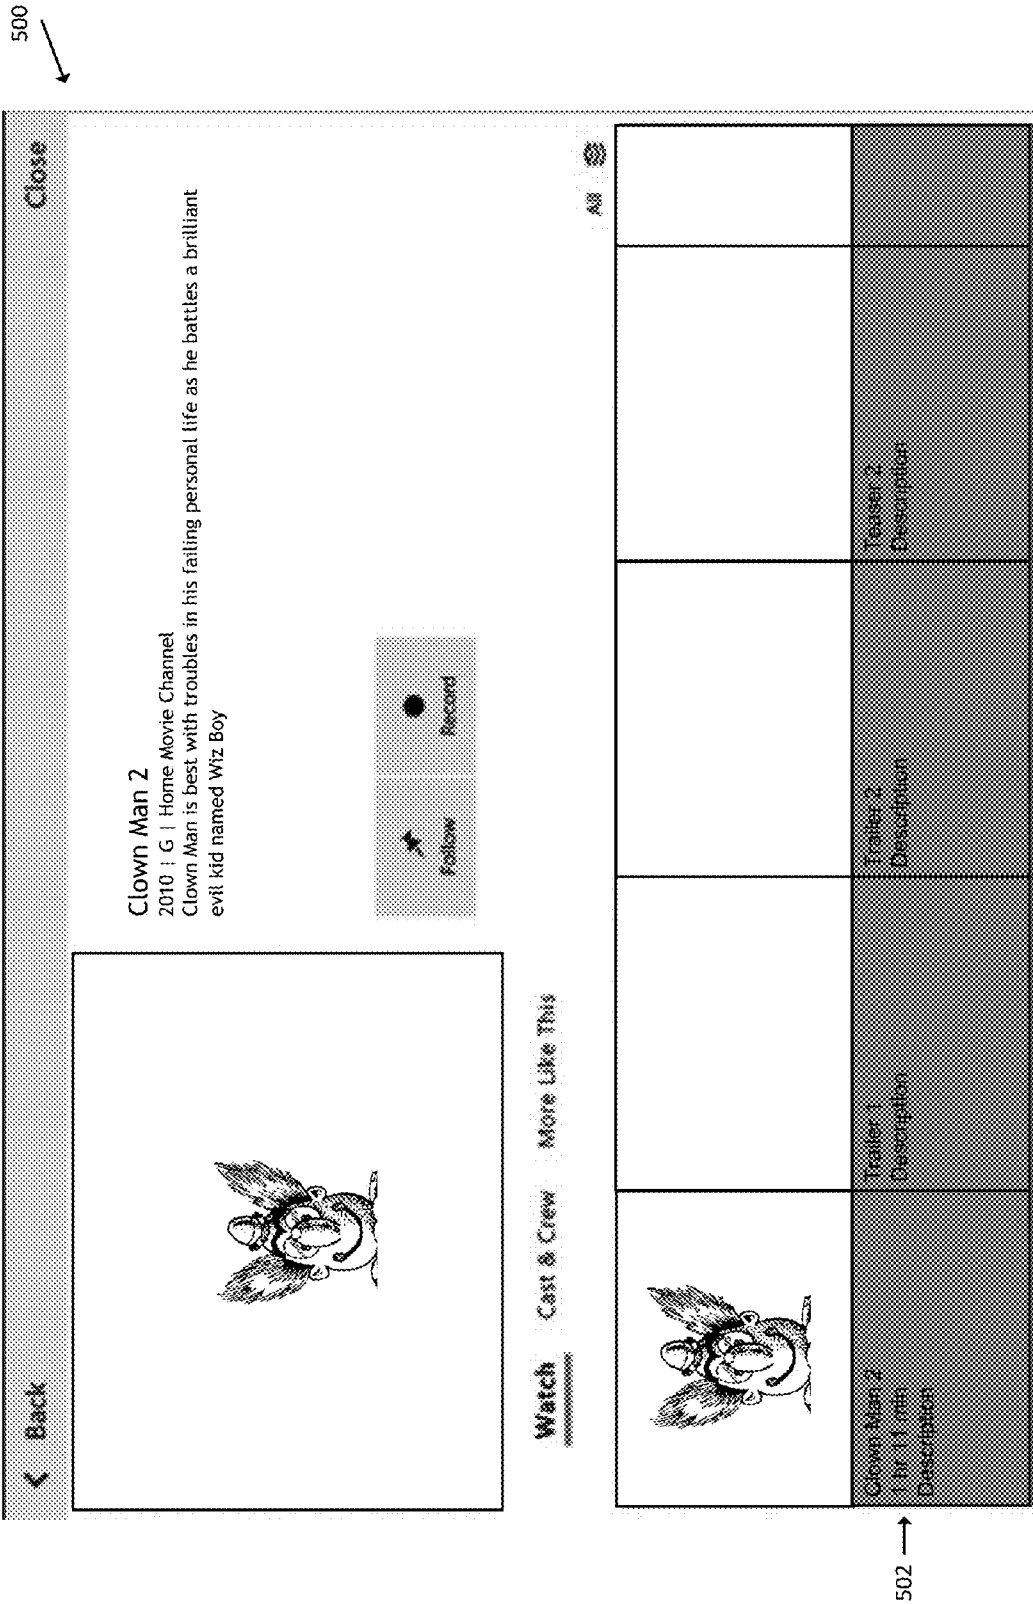 500
Back
Close
Clown Man 2
2010 | G | Home Movie Channel
Clown Man is best with troubles in his failing personal life as he battles a brilliant
evil kid named Wiz Boy
Follow
Record
Watch
Cast & Crew
More Like This
All
502
Clown Man 2
1 hr 11 min
Description
Trailer 1
Description
Trailer 2
Description
Teaser 2
Description